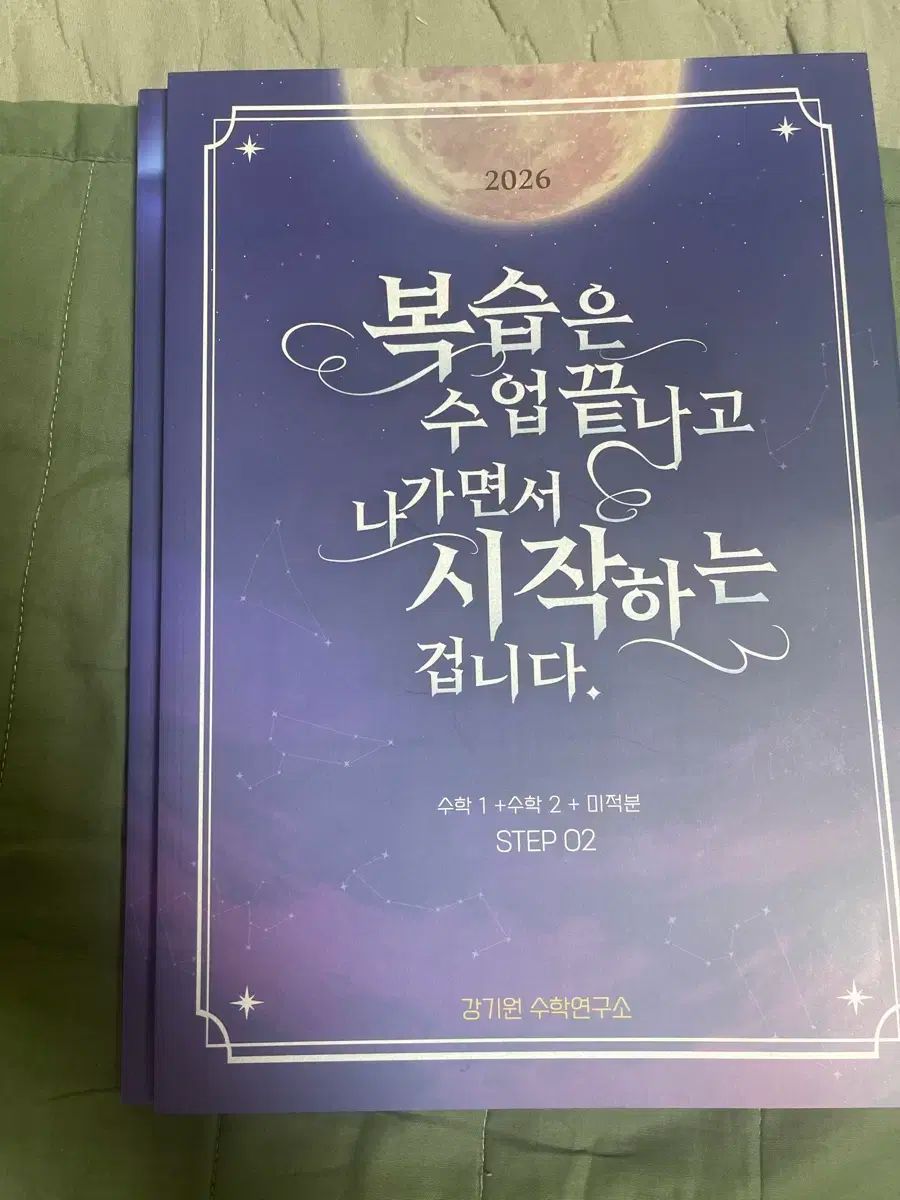 2026
복습은
수업 끝나고
나가면서
시작하는
겁니다.
수학 1 +수학 2 + 미적분
STEP 02
강기원 수학연구소